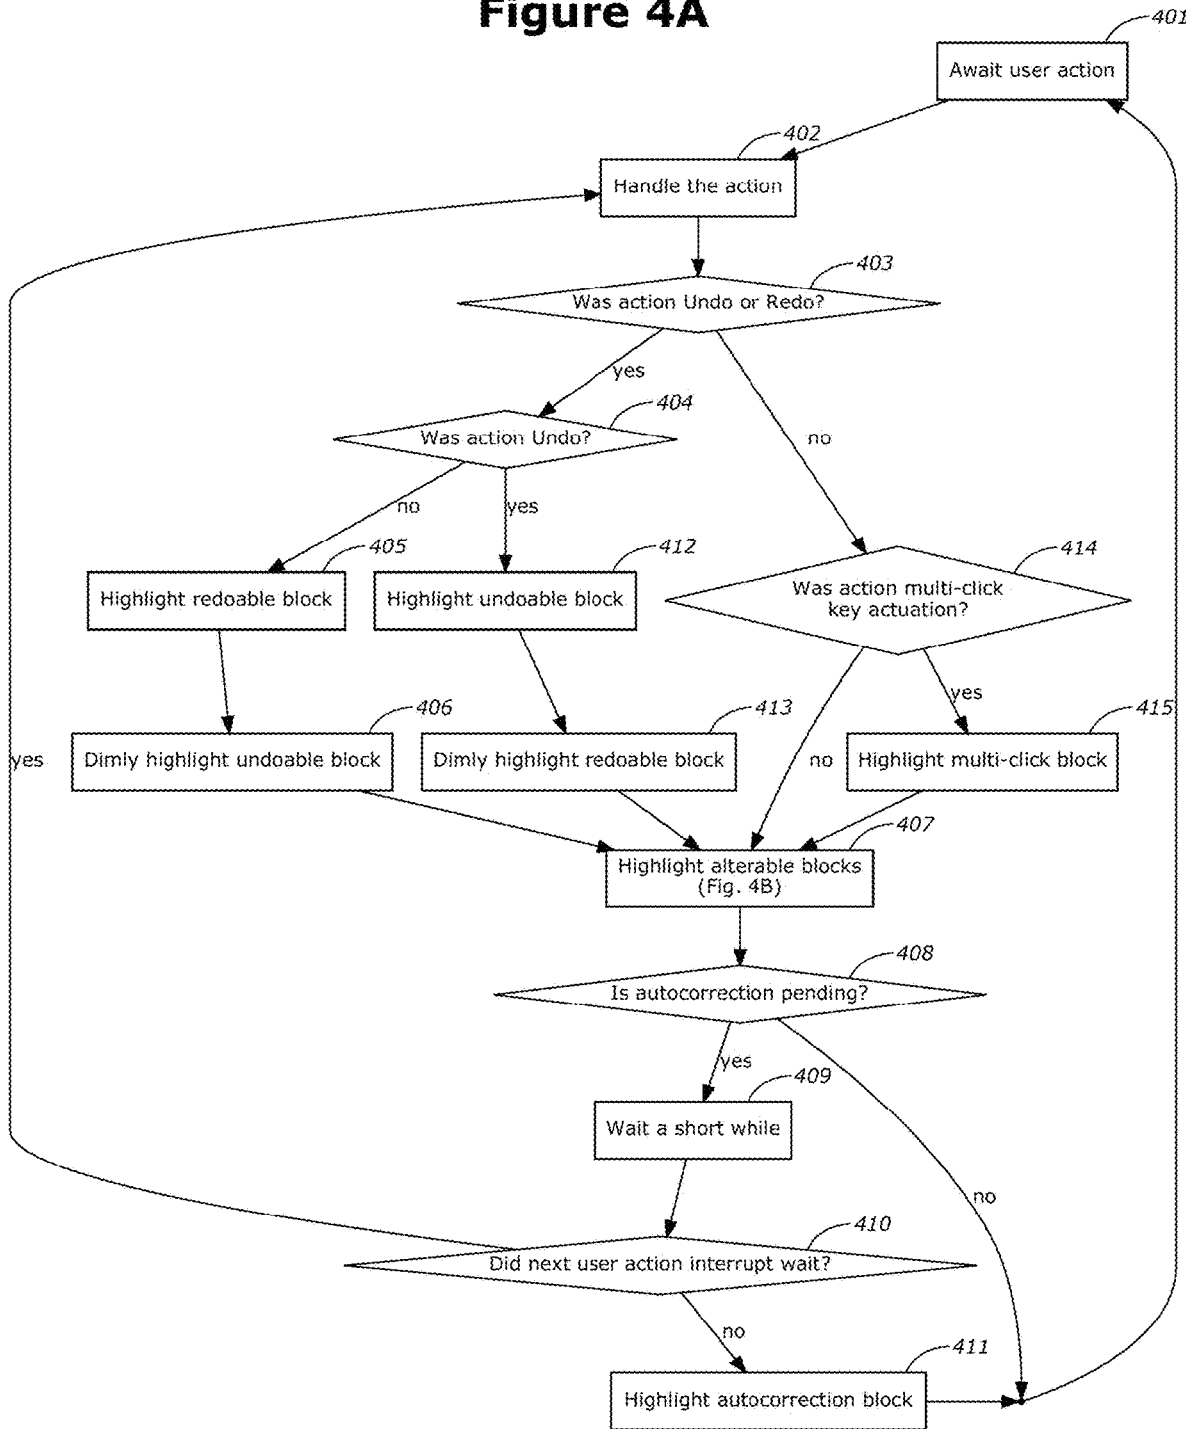 Figure 4A
401
Await user action
402
Handle the action
403
Was action Undo or Redo?
yes
404
no
Was action Undo?
no
yes
405
412
414
Highlight redoable block
Highlight undoable block
Was action multi-click
key actuation?
yes
406
413
415
yes
Dimly highlight undoable block
Dimly highlight redoable block
no
Highlight multi-click block
407
Highlight alterable blocks
(Fig. 4B)
408
Is autocorrection pending?
yes
409
Wait a short while
no
410
Did next user action interrupt wait?
no
411
Highlight autocorrection block